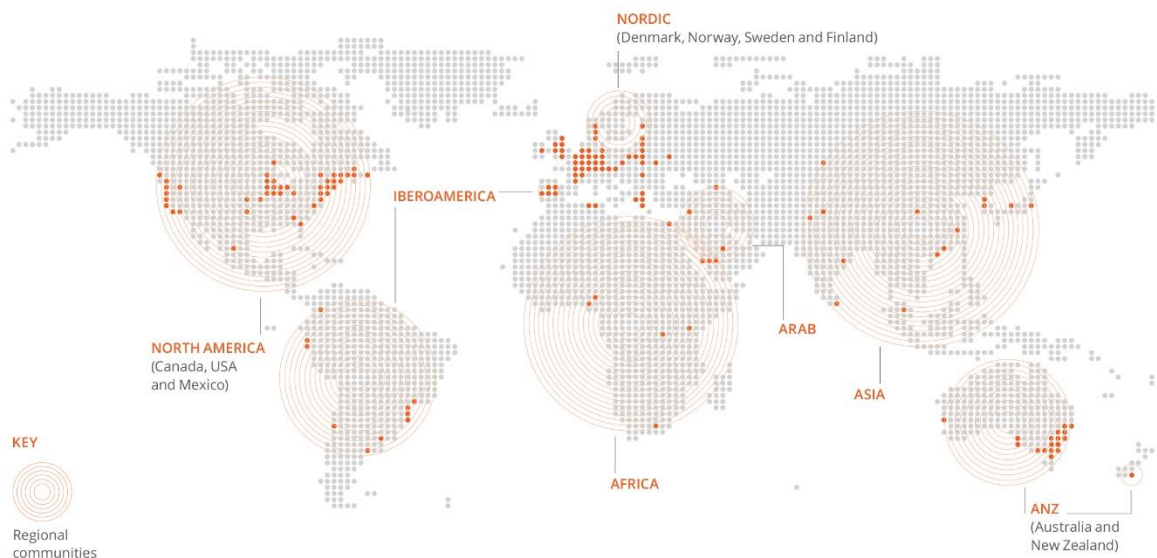 NORDIC
(Denmark, Norway, Sweden and Finland)
IBEROAMERICA
ARAB
NORTH AMERICA
(Canada, USA
and Mexico)
ASIA
KEY
AFRICA
ANZ
(Australia and
New Zealand)
Regional
communities